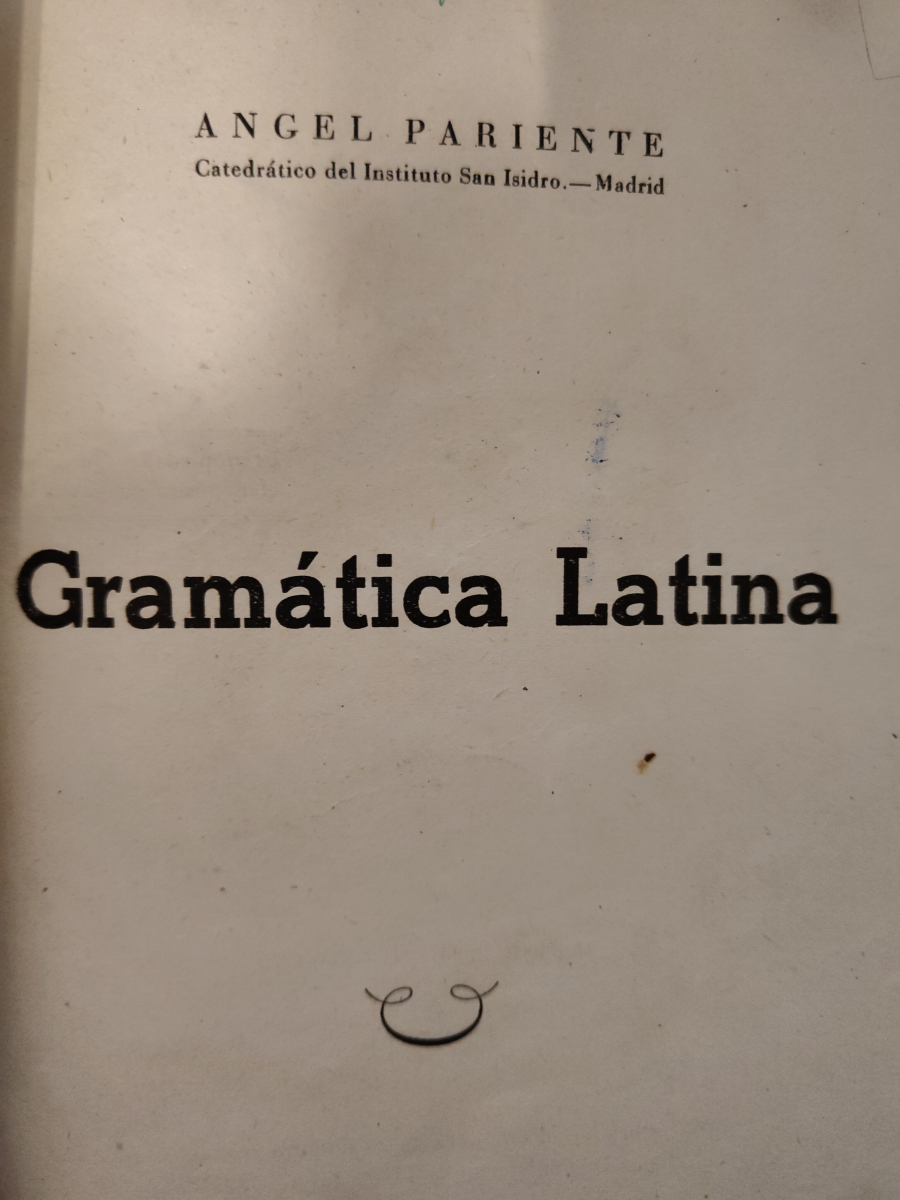 ANGEL PARIENTE
Catedrático del Instituto San Isidro.—Madrid
Gramática Latina